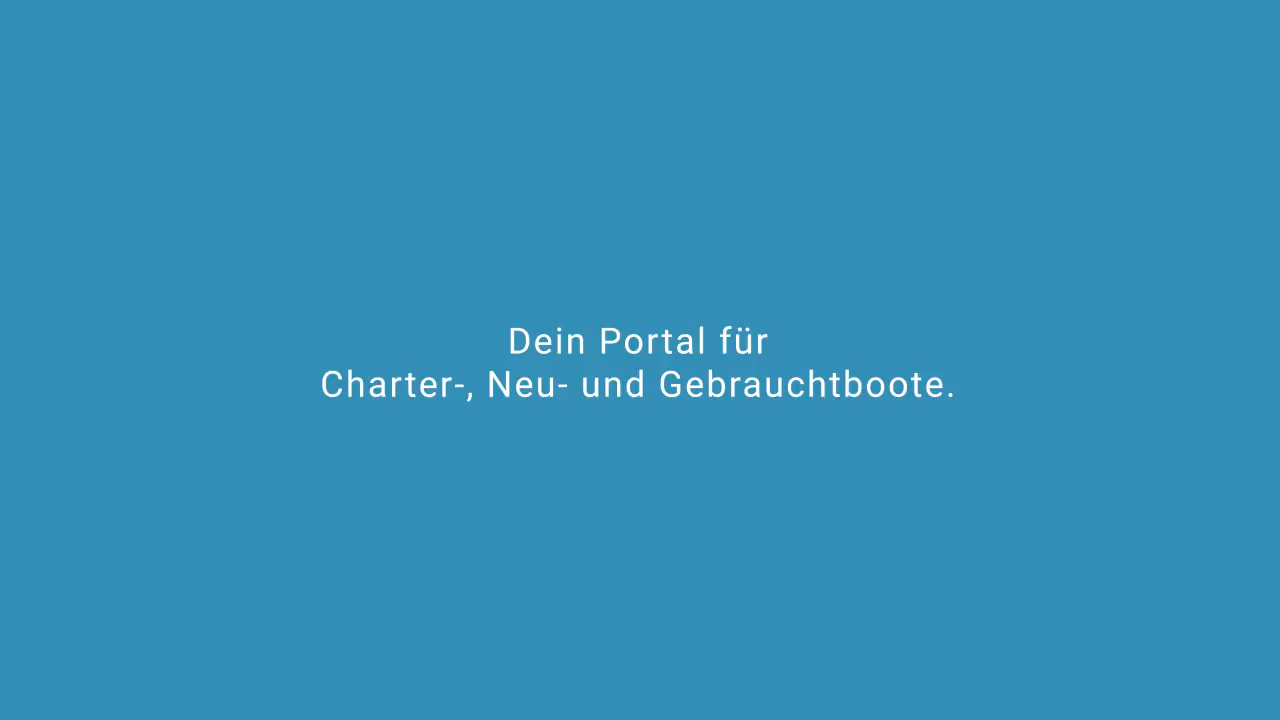 Dein Portal für
Charter-, Neu- und Gebrauchtboote.